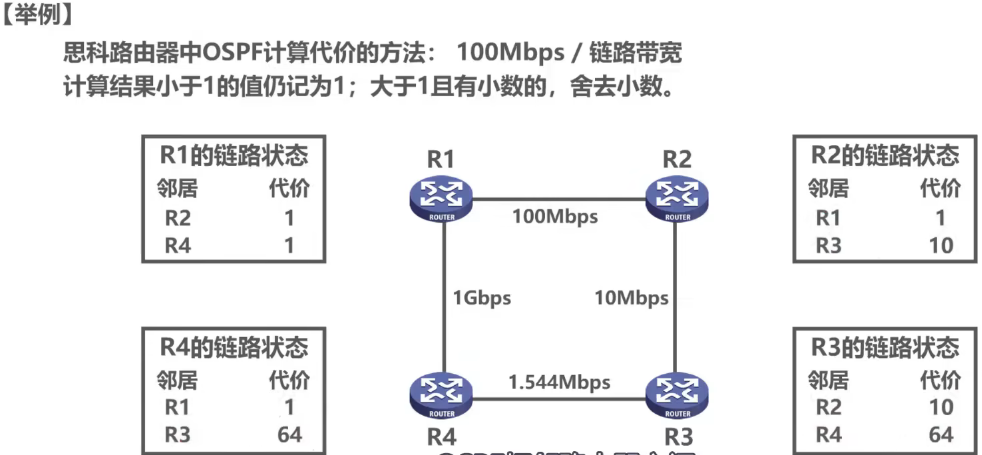 【举例】
思科路由器中OSPF计算代价的方法： 100Mbps / 链路带宽
计算结果小于1的值仍记为1；大于1且有小数的，舍去小数。
R1的链路状态
邻居 代价
R2 1
R4 1
R1
ROUTER
R2
ROUTER
100Mbps
R2的链路状态
邻居 代价
R1 1
R3 10
1Gbps
10Mbps
R4的链路状态
邻居 代价
R1 1
R3 64
1.544Mbps
ROUTER
R4
ROUTER
R3
R3的链路状态
邻居 代价
R2 10
R4 64